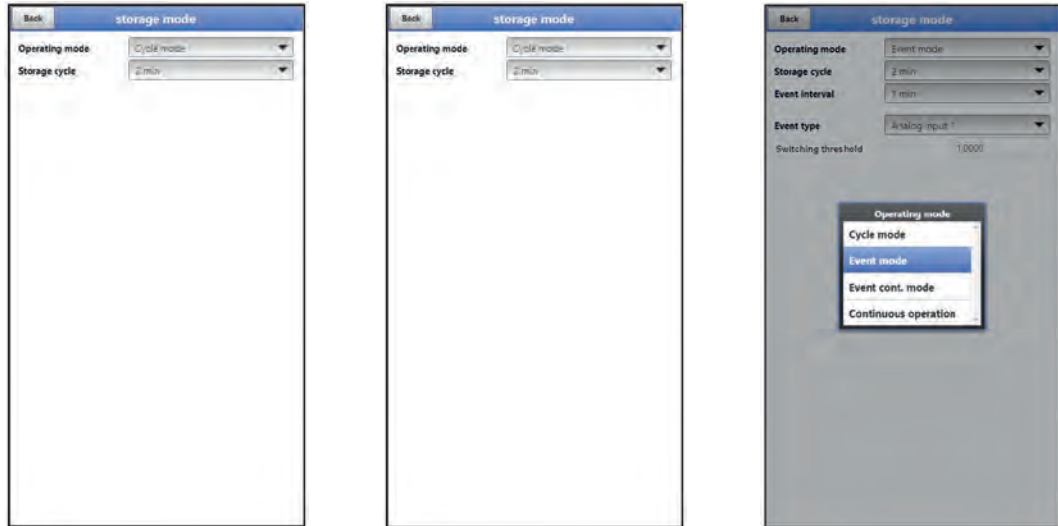 Back storage mode
Operating mode Cycle mode
Storage cycle 2 min
Back storage mode
Operating mode Cycle mode
Storage cycle 2 min
Back storage mode
Operating mode Event mode
Storage cycle 2 min
Event interval 1 min
Event type Analog input 1
Switching threshold 1.0000
Operating mode
Cycle mode
Event mode
Event cont. mode
Continuous operation